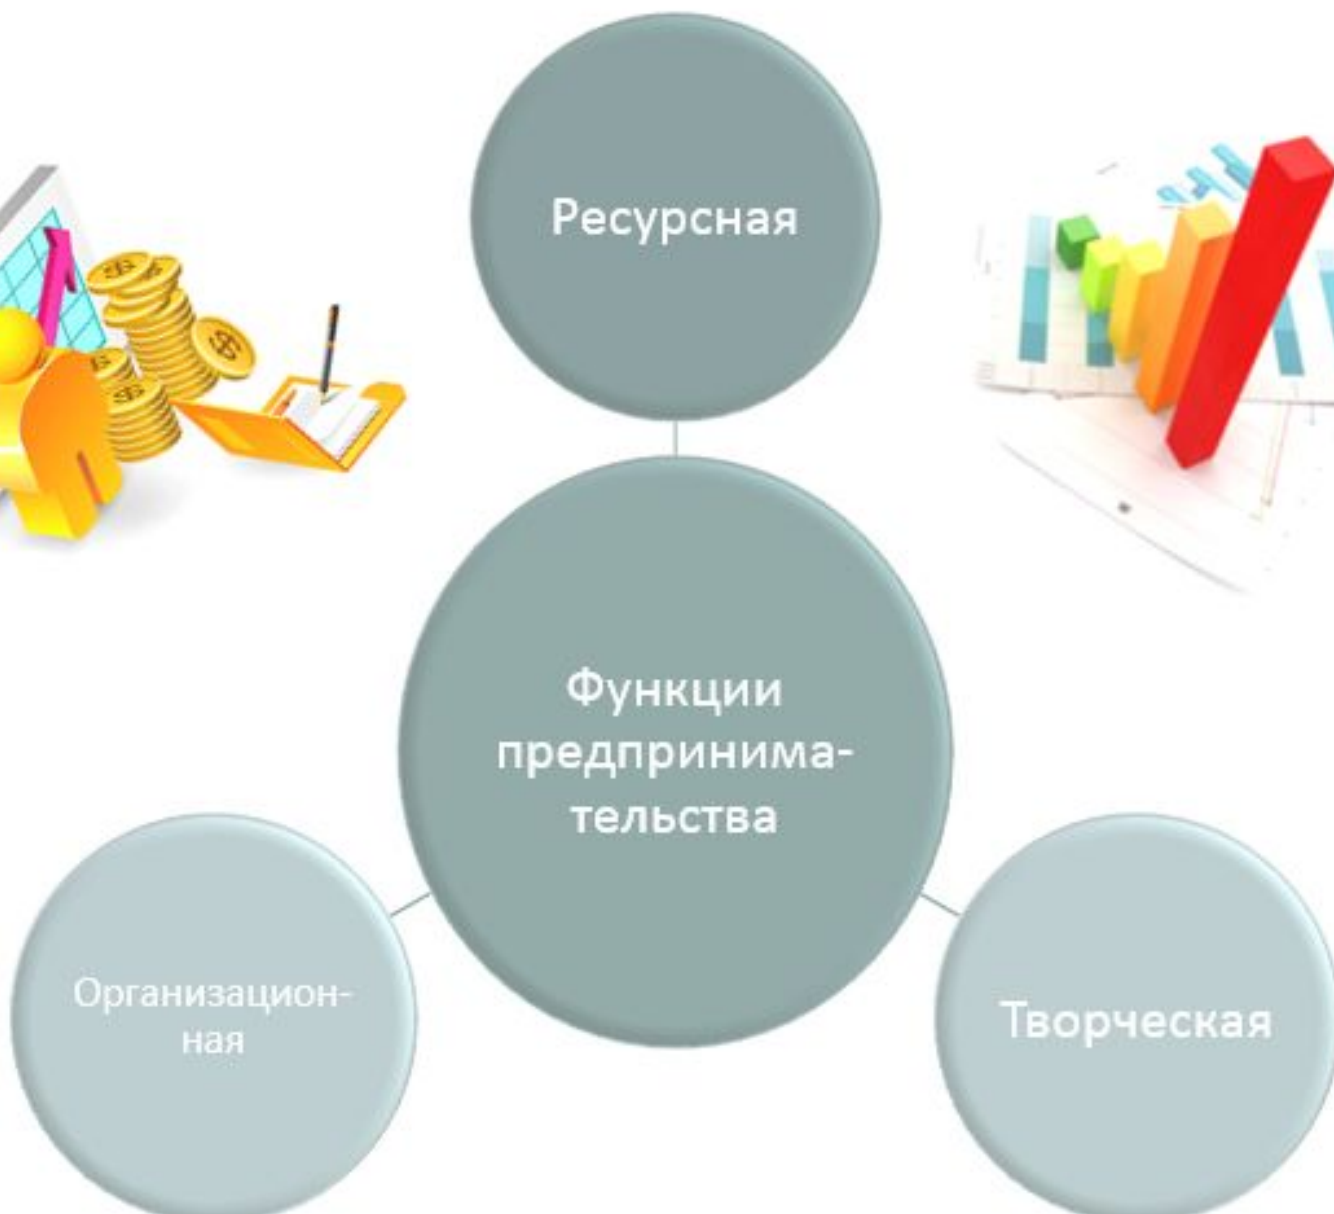 Ресурсная
Функции
предпринима-
тельства
Организацион-
ная
Творческая